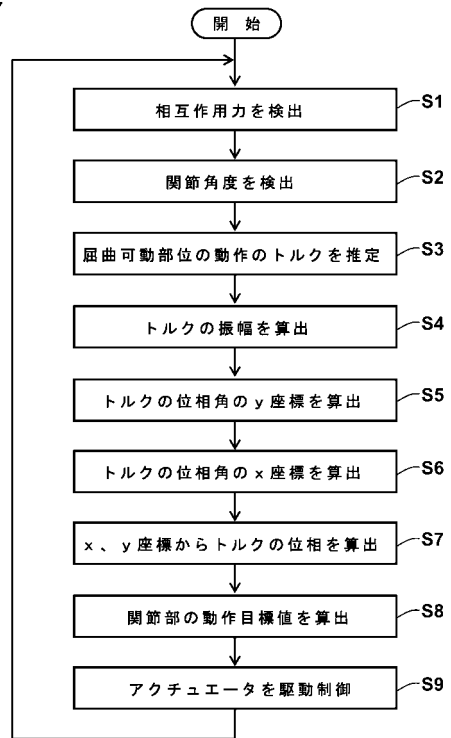 開始
相互作用力を検出
S1
関節角度を検出
S2
屈曲可動部位の動作のトルクを推定
S3
トルクの振幅を算出
S4
トルクの位相角のy座標を算出
S5
トルクの位相角のx座標を算出
S6
x、y座標からトルクの位相を算出
S7
関節部の動作目標値を算出
S8
アクチュエータを駆動制御
S9